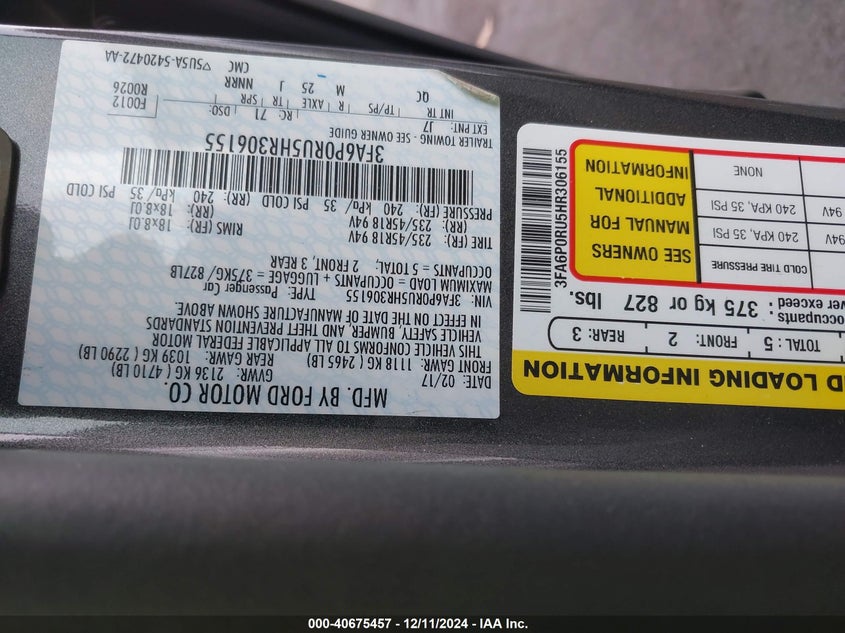 MFD. BY FORD MOTOR CO.
DATE: 02/17 GVWR: 2136 KG ( 4710 LB)
FRONT GAWR: 1118 KG ( 2465 LB) REAR GAWR: 1039 KG ( 2290 LB)
THIS VEHICLE CONFORMS TO ALL APPLICABLE FEDERAL MOTOR
VEHICLE SAFETY, BUMPER, AND THEFT PREVENTION STANDARDS
IN EFFECT ON THE DATE OF MANUFACTURE SHOWN ABOVE.
VIN: 3FA6P0RU5HR306155 TYPE: Passenger Car
MAXIMUM LOAD = OCCUPANTS + LUGGAGE = 375KG/ 827LB
OCCUPANTS = 5 TOTAL: 2 FRONT, 3 REAR
TIRE (FR): 235/45R18 94V RIMS (FR): 18x8.0J
(RR): 235/45R18 94V (RR): 18x8.0J
PRESSURE (FR) 240 kPa/ 35 PSI COLD (RR): 240 kPa/ 35 PSI COLD
3FA6P0RU5HR306155
TRAILER TOWING - SEE OWNER GUIDE
EXT PNT: J7 RC: 71 DSO: F0012
R0026
INT TR TP/PS R AXLE TR SPR
QC M 25 J NNRR
CMC
▽5U5A-5420472-AA
D LOADING INFORMATION
TOTAL : 5 FRONT: 2 REAR: 3
occupants
ver exceed : 375 kg or 827 lbs.
COLD TIRE PRESSURE
94V 240 KPA, 35 PSI
94V 240 KPA, 35 PSI
NONE
SEE OWNERS
MANUAL FOR
ADDITIONAL
INFORMATION
3FA6P0RU5HR306155
000-40675457 - 12/11/2024 - IAA Inc.